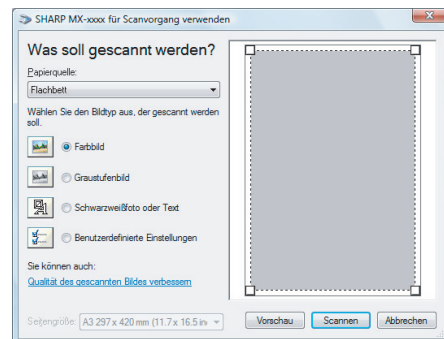 SHARP MX-xxxx für Scanvorgang verwenden
Was soll gescannt werden?
Papierquelle:
Flachbett
Wählen Sie den Bildtyp aus, der gescannt werden
soll.
Farbbild
Graustufenbild
Schwarzweißfoto oder Text
Benutzerdefinierte Einstellungen
Sie können auch:
Qualität des gescannten Bildes verbessern
Seitengröße:
A3 297 x 420 mm (11.7 x 16.5 in
Vorschau
Scannen
Abbrechen